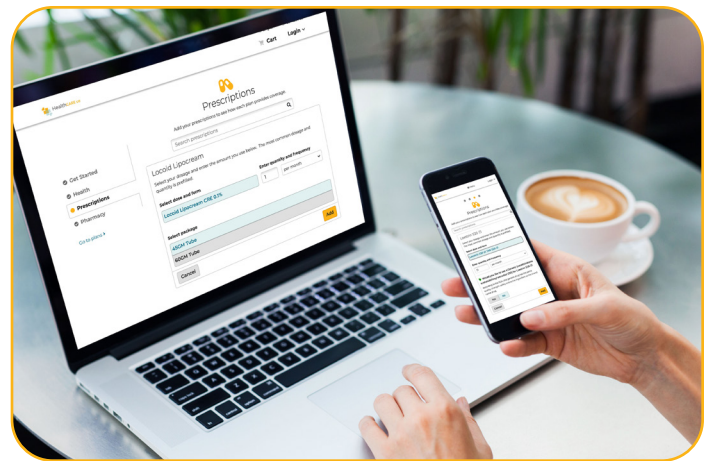 Cart
Login
Prescriptions
Add your prescriptions to see how each plan provides coverage.
Search prescriptions
Get Started
Health
Prescriptions
Pharmacy
Go to plans >
Locoid Lipocream
Select your dosage and enter the amount you use below. The most common dosage and
quantity is prefilled.
Select dose and form
Enter quantity and frequency
Locoid Lipocream CRE 0.1%
1
per month
Select package
45GM Tube
60GM Tube
Cancel
Add
Prescriptions